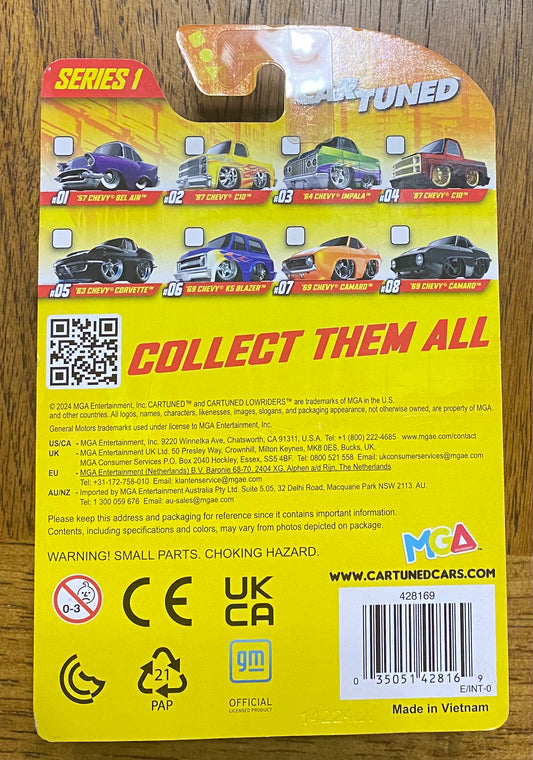 SERIES 1
CARTUNED
#01 '57 CHEVY® BEL AIR™
#02 '87 CHEVY® C10™
#03 '64 CHEVY® IMPALA™
#04 '87 CHEVY® C10™
#05 '63 CHEVY® CORVETTE™
#06 '69 CHEVY® K5 BLAZER™
#07 '69 CHEVY® CAMARO™
#08 '69 CHEVY® CAMARO™
COLLECT THEM ALL
© 2024 MGA Entertainment, Inc. CARTUNED™ and CARTUNED LOWRIDERS™ are trademarks of MGA in the U.S.
and other countries. All logos, names, characters, likenesses, images, slogans, and packaging appearance, not otherwise owned, are property of MGA.
General Motors trademarks used under license to MGA Entertainment, Inc.
US/CA - MGA Entertainment, Inc. 9220 Winnetka Ave, Chatsworth, CA 91311, U.S.A. Tel: +1 (800) 222-4685 www.mgae.com/contact
UK - MGA Entertainment UK Ltd. 50 Presley Way, Crownhill, Milton Keynes, MK8 0ES, Bucks, UK.
MGA Consumer Services P.O. Box 2040 Hockley, Essex, SS5 4BF. Tel: 0800 521 558 Email: ukconsumerservices@mgae.com
EU - MGA Entertainment (Netherlands) B.V. Baronie 68-70, 2404 XG, Alphen a/d Rijn, The Netherlands
Tel: +31-172-758-010 Email: klantenservice@mgae.com
AU/NZ - Imported by MGA Entertainment Australia Pty Ltd. Suite 5.05, 32 Delhi Road, Macquarie Park NSW 2113 AU.
Tel: 1 300 059 676 Email: au-sales@mgae.com
Please keep this address and packaging for reference since it contains important information.
Contents, including specifications and colors, may vary from photos depicted on package.
MGA
WARNING! SMALL PARTS. CHOKING HAZARD.
WWW.CARTUNEDCARS.COM
0-3
CE
UK
CA
428169
21
PAP
gm
OFFICIAL
LICENSED PRODUCT
0 35051 42816 9
E/INT-0
Made in Vietnam